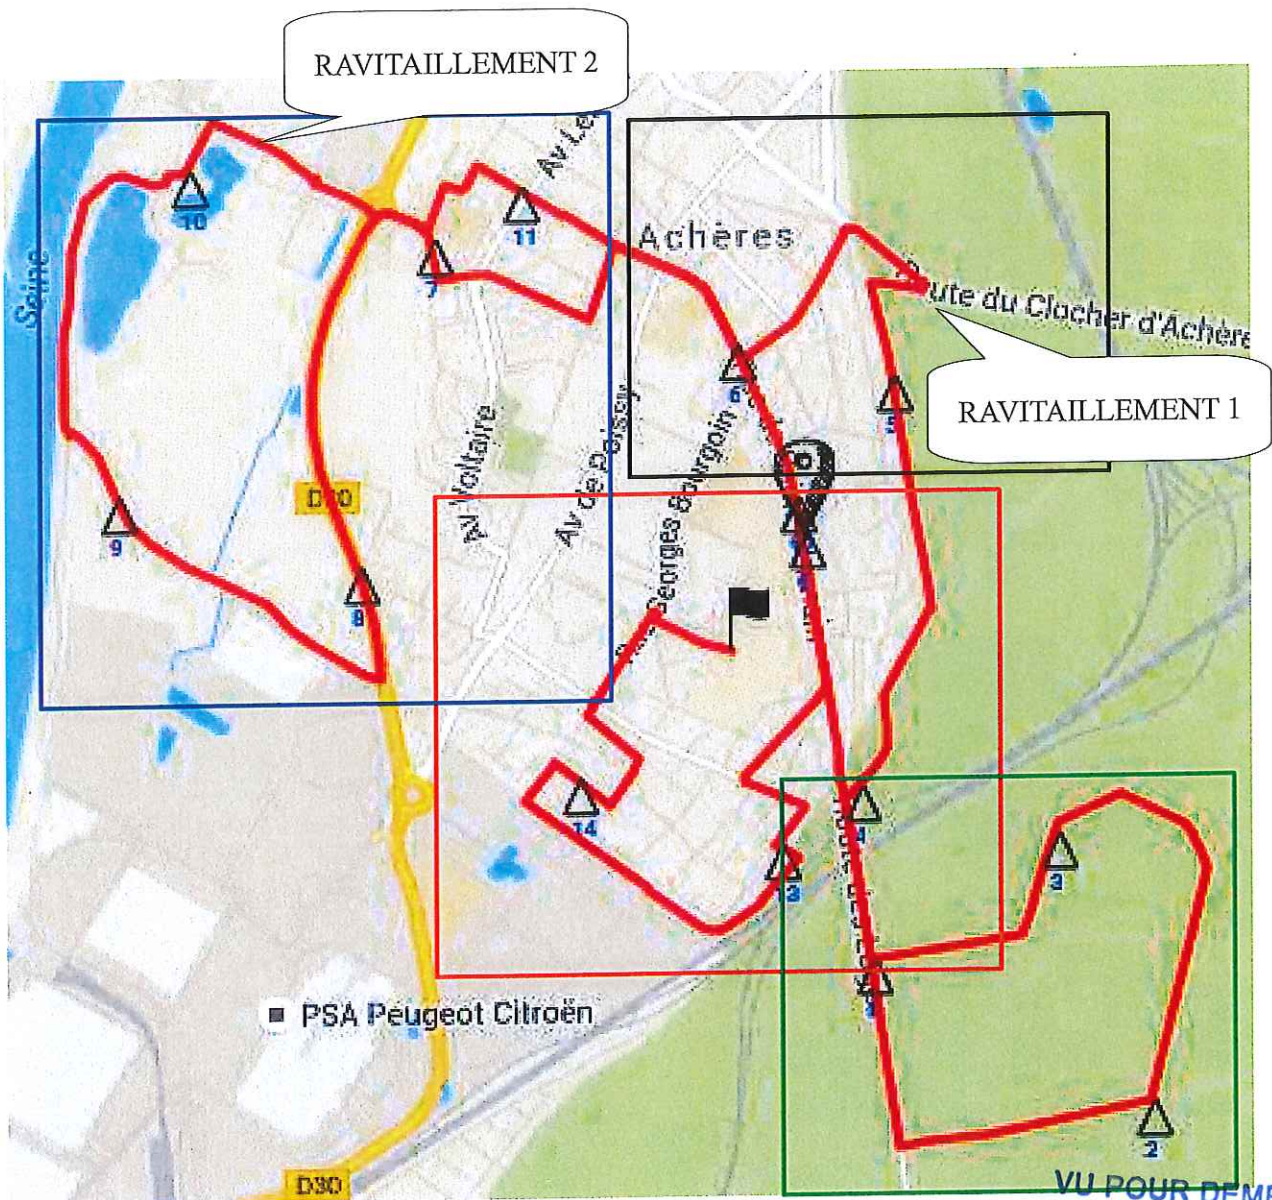 RAVITAILLEMENT 2
Av Le
10
11
Achères
7
Seine
Route du Clocher d'Achère
6
5
RAVITAILLEMENT 1
Av Voltaire
Av de Poissy
Georges Bourgoin
D30
9
8
4
14
3
13
1
PSA Peugeot Citroën
2
D30
VU POUR DEME